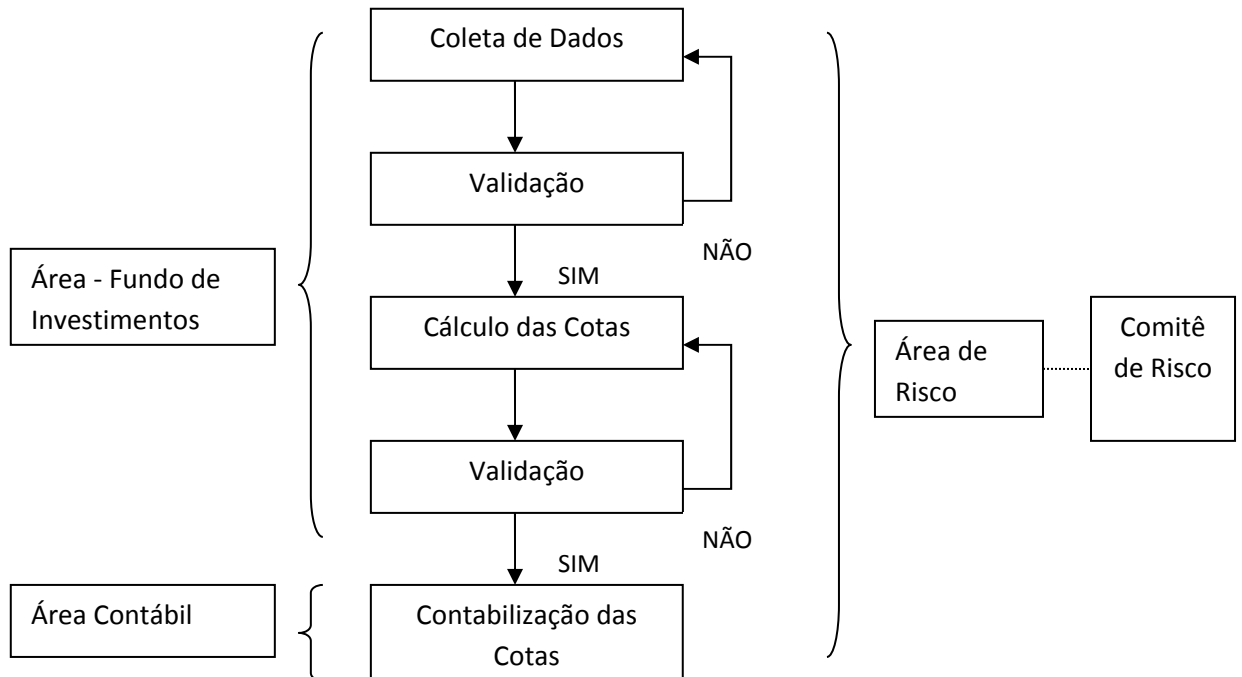 Coleta de Dados
Validação
NÃO
SIM
Área - Fundo de
Investimentos
Cálculo das Cotas
Área de
Risco
Comitê
de Risco
Validação
NÃO
SIM
Área Contábil
Contabilização das
Cotas